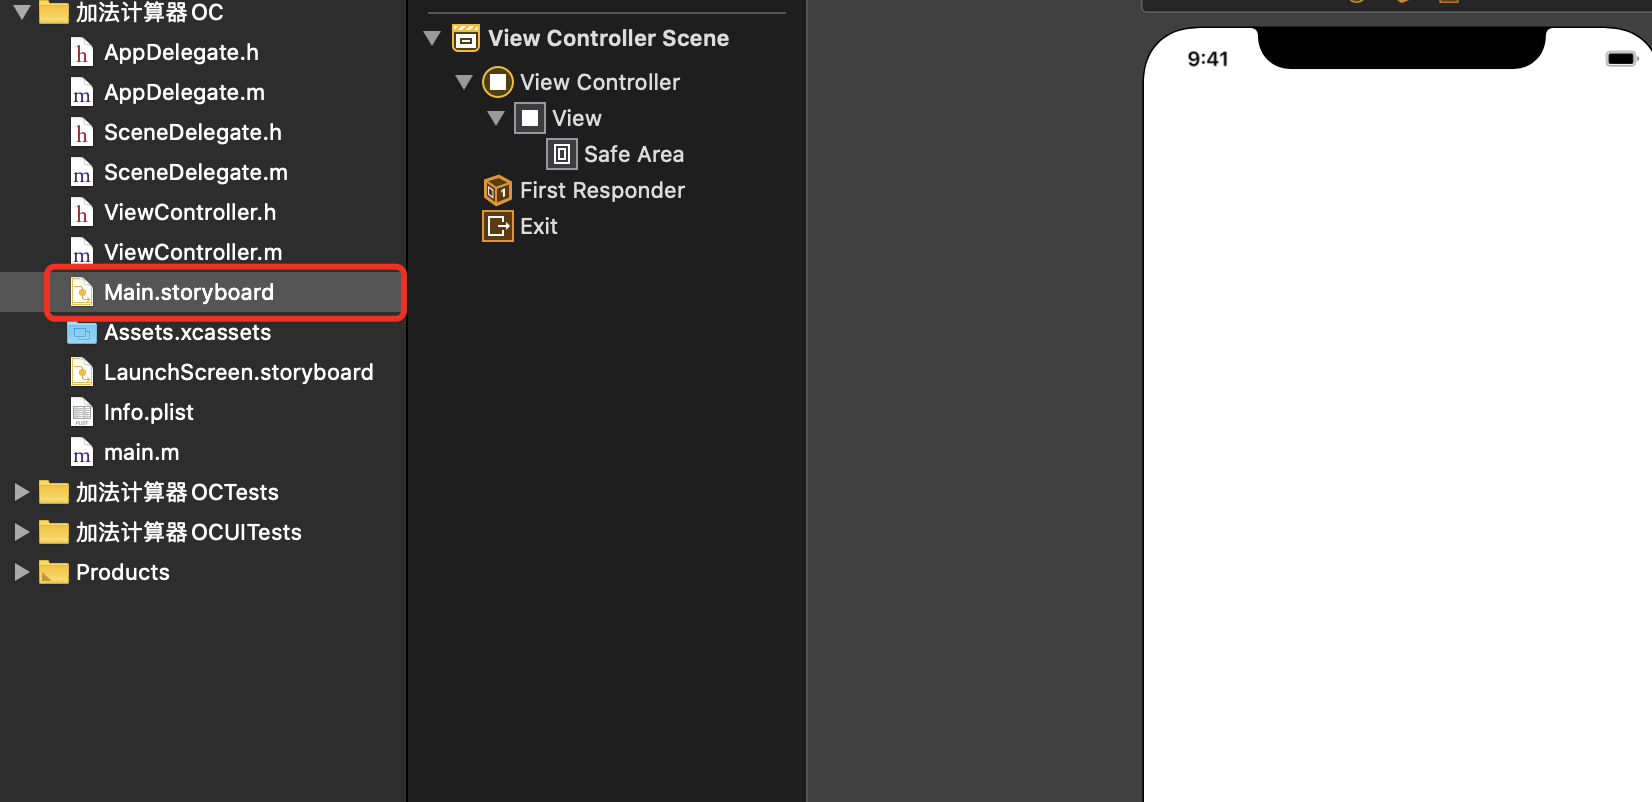 加法计算器OC
AppDelegate.h
AppDelegate.m
SceneDelegate.h
SceneDelegate.m
ViewController.h
ViewController.m
Main.storyboard
Assets.xcassets
LaunchScreen.storyboard
Info.plist
main.m
加法计算器OCTests
加法计算器OCUITests
Products
View Controller Scene
View Controller
View
Safe Area
First Responder
Exit
9:41